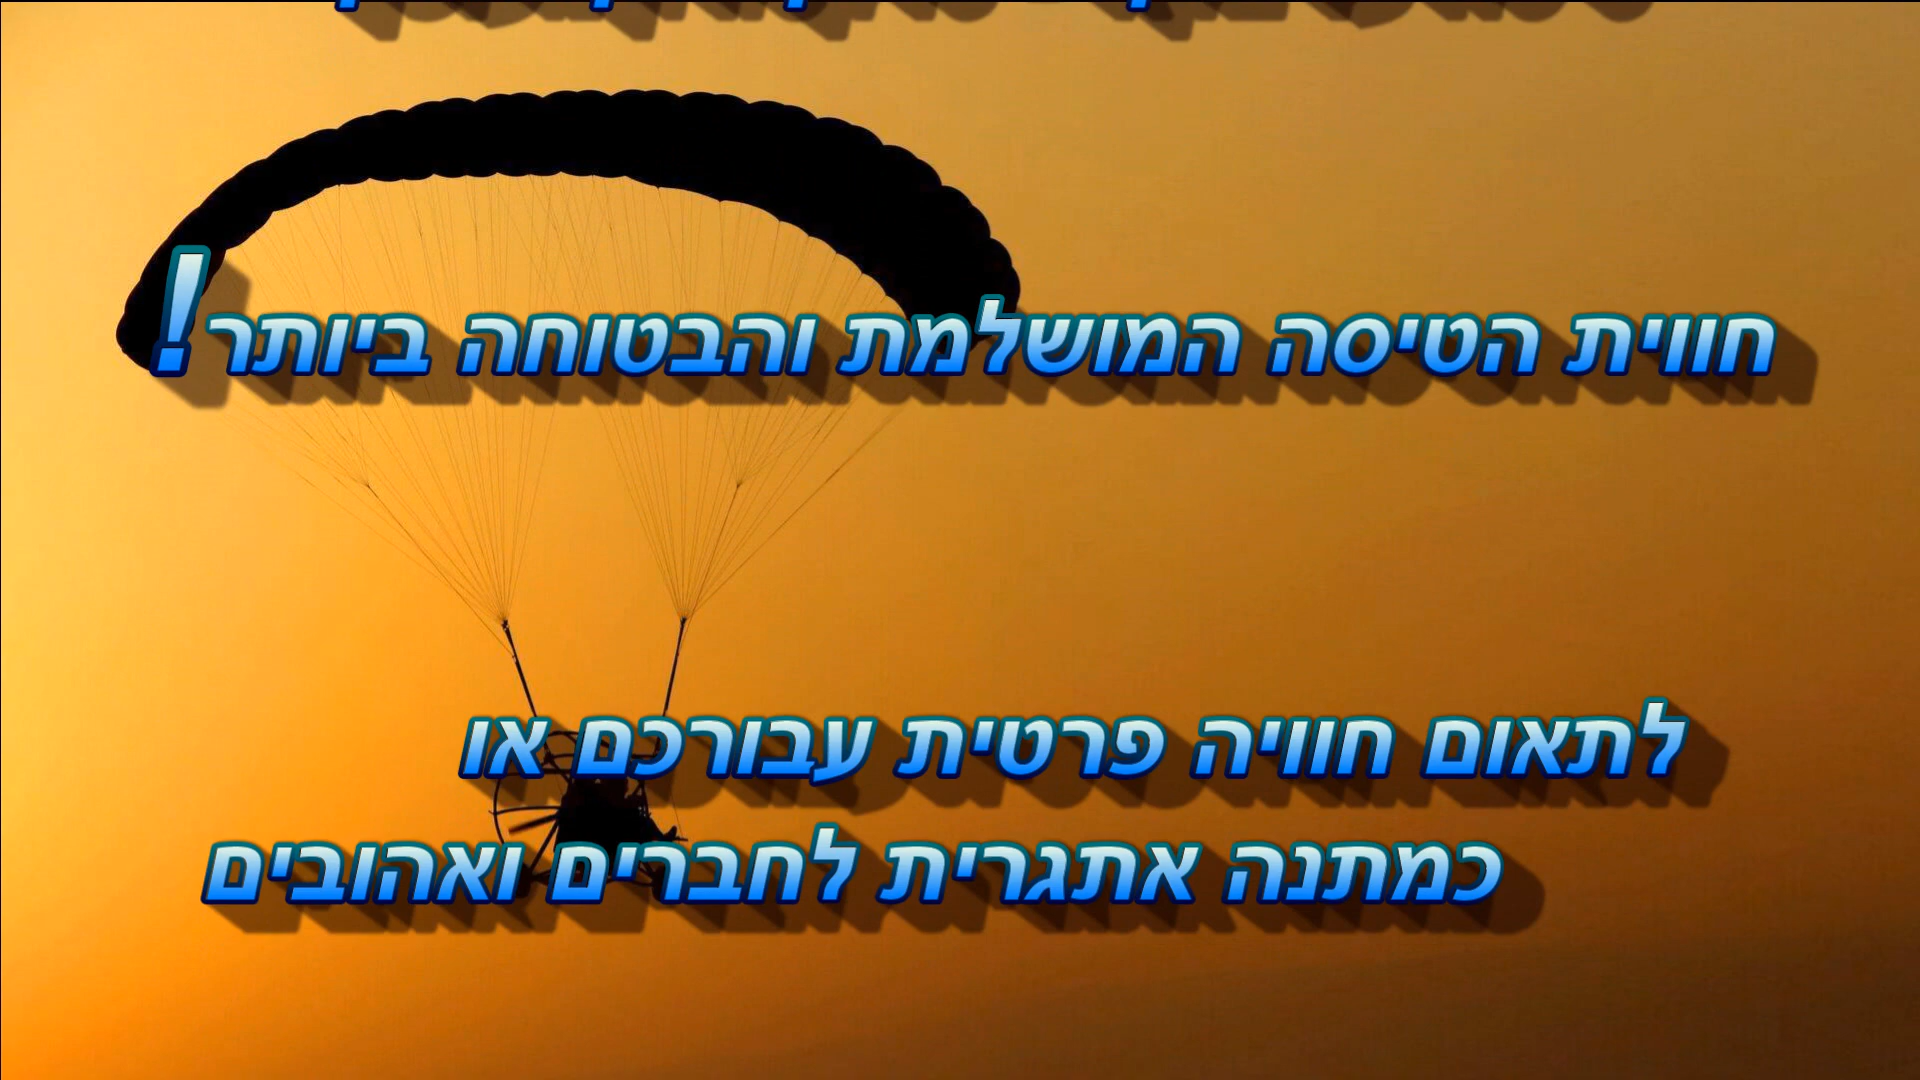 חווית הטיסה המושלמת והבטוחה ביותר!
לתאום חוויה פרטית עבורכם או
כמתנה אתגרית לחברים ואהובים